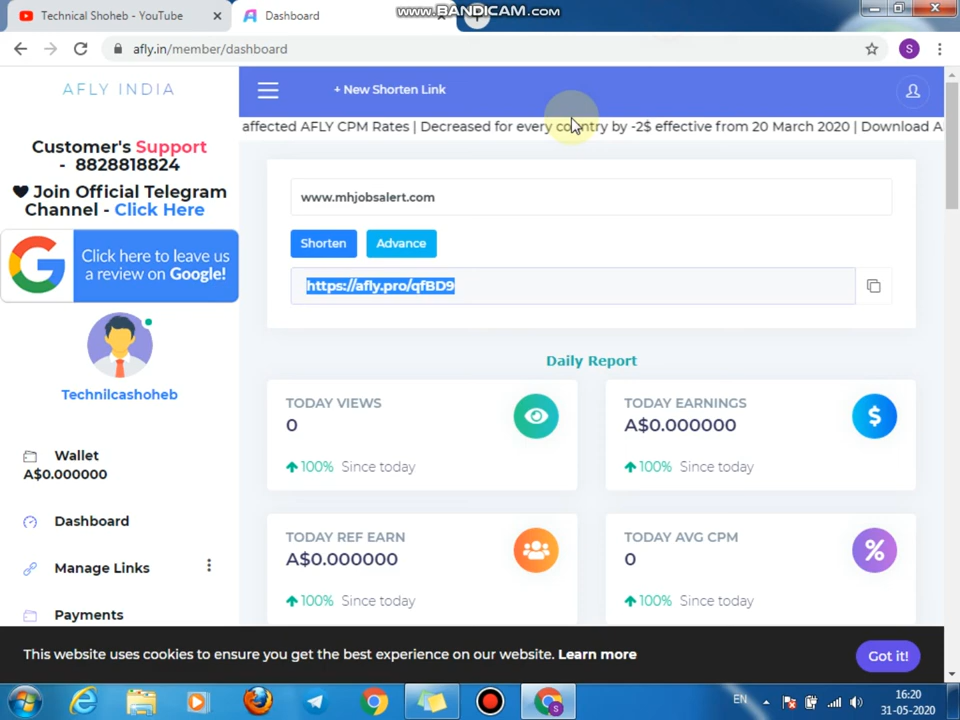 Technical Shoheb - YouTube
Dashboard
www.BANDICAM.com
afly.in/member/dashboard
S
AFLY INDIA
Customer's Support
- 8828818824
Join Official Telegram
Channel - Click Here
Click here to leave us
a review on Google!
Technilcashoheb
Wallet
A$0.000000
Dashboard
Manage Links
Payments
+ New Shorten Link
affected AFLY CPM Rates | Decreased for every country by -2$ effective from 20 March 2020 | Download A
www.mhjobsalert.com
Shorten
Advance
https://afly.pro/qfBD9
Daily Report
TODAY VIEWS
0
100% Since today
TODAY EARNINGS
A$0.000000
100% Since today
TODAY REF EARN
A$0.000000
100% Since today
TODAY AVG CPM
0
100% Since today
This website uses cookies to ensure you get the best experience on our website. Learn more
Got it!
EN
16:20
31-05-2020